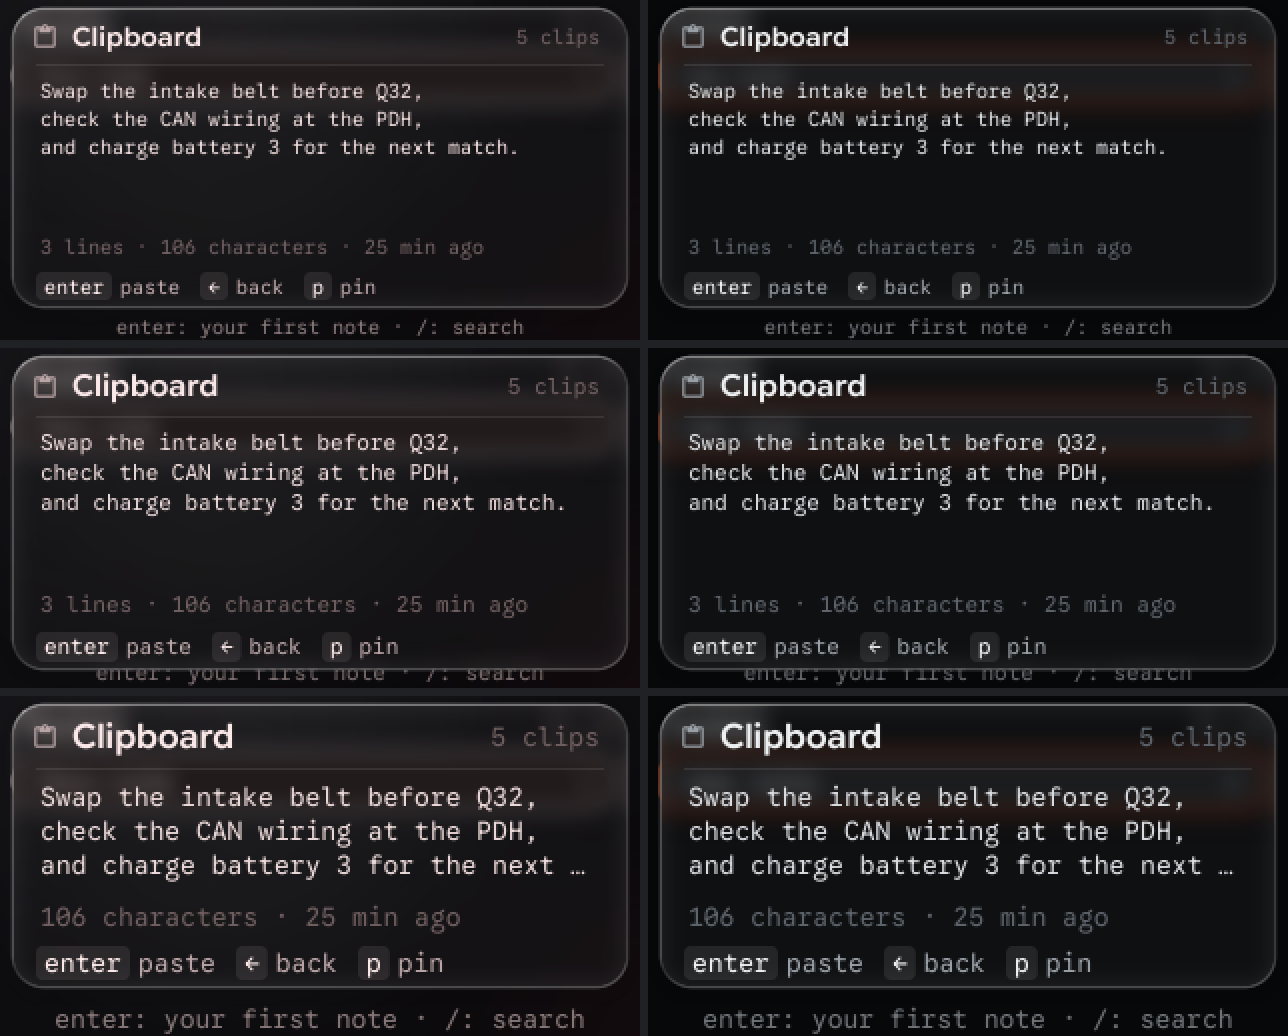 Clipboard 5 clips
Swap the intake belt before Q32,
check the CAN wiring at the PDH,
and charge battery 3 for the next match.
3 lines · 106 characters · 25 min ago
enter paste ← back p pin
enter: your first note · /: search
Clipboard 5 clips
Swap the intake belt before Q32,
check the CAN wiring at the PDH,
and charge battery 3 for the next match.
3 lines · 106 characters · 25 min ago
enter paste ← back p pin
enter: your first note · /: search
Clipboard 5 clips
Swap the intake belt before Q32,
check the CAN wiring at the PDH,
and charge battery 3 for the next match.
3 lines · 106 characters · 25 min ago
enter paste ← back p pin
enter: your first note · /: search
Clipboard 5 clips
Swap the intake belt before Q32,
check the CAN wiring at the PDH,
and charge battery 3 for the next match.
3 lines · 106 characters · 25 min ago
enter paste ← back p pin
enter: your first note · /: search
Clipboard 5 clips
Swap the intake belt before Q32,
check the CAN wiring at the PDH,
and charge battery 3 for the next …
106 characters · 25 min ago
enter paste ← back p pin
enter: your first note · /: search
Clipboard 5 clips
Swap the intake belt before Q32,
check the CAN wiring at the PDH,
and charge battery 3 for the next …
106 characters · 25 min ago
enter paste ← back p pin
enter: your first note · /: search